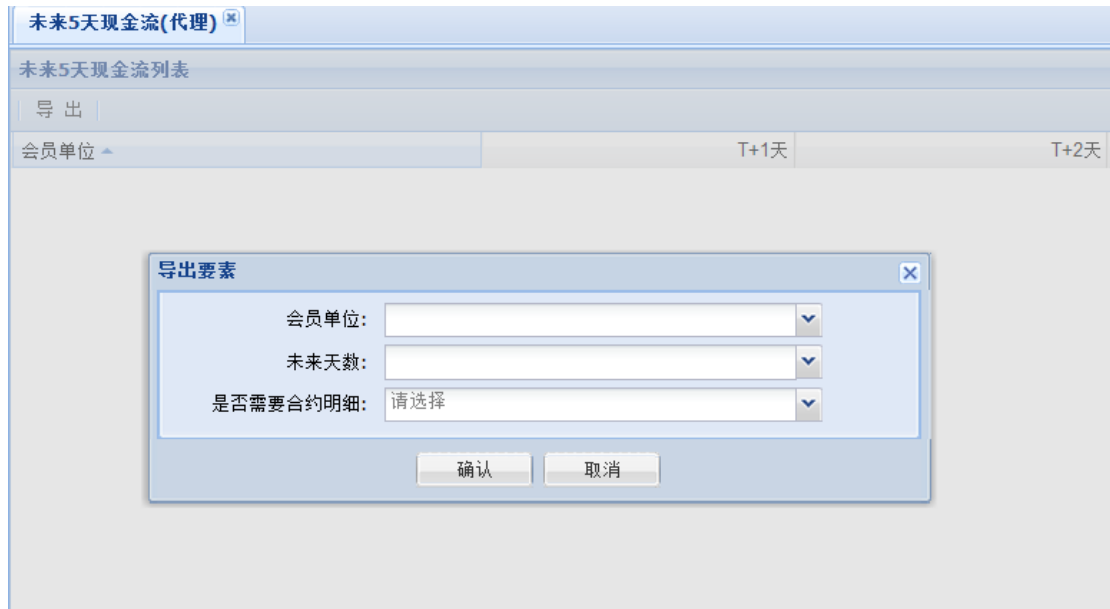 未来5天现金流(代理)
未来5天现金流列表
导 出
会员单位 T+1天 T+2天
导出要素
会员单位:
未来天数:
是否需要合约明细: 请选择
确认 取消